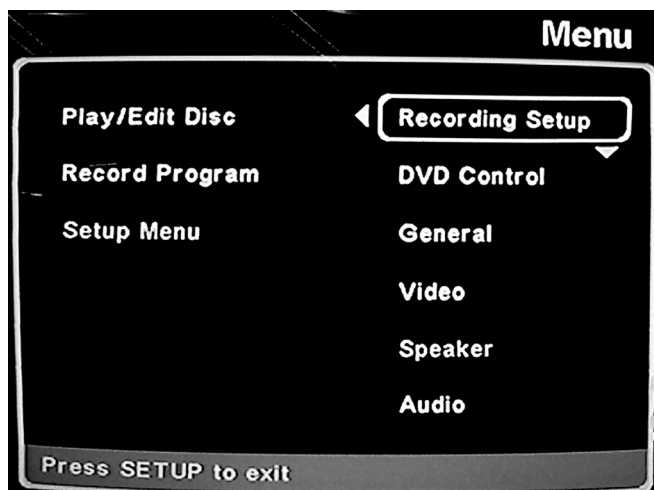 Menu
Play/Edit Disc
Record Program
Setup Menu
Recording Setup
DVD Control
General
Video
Speaker
Audio
Press SETUP to exit